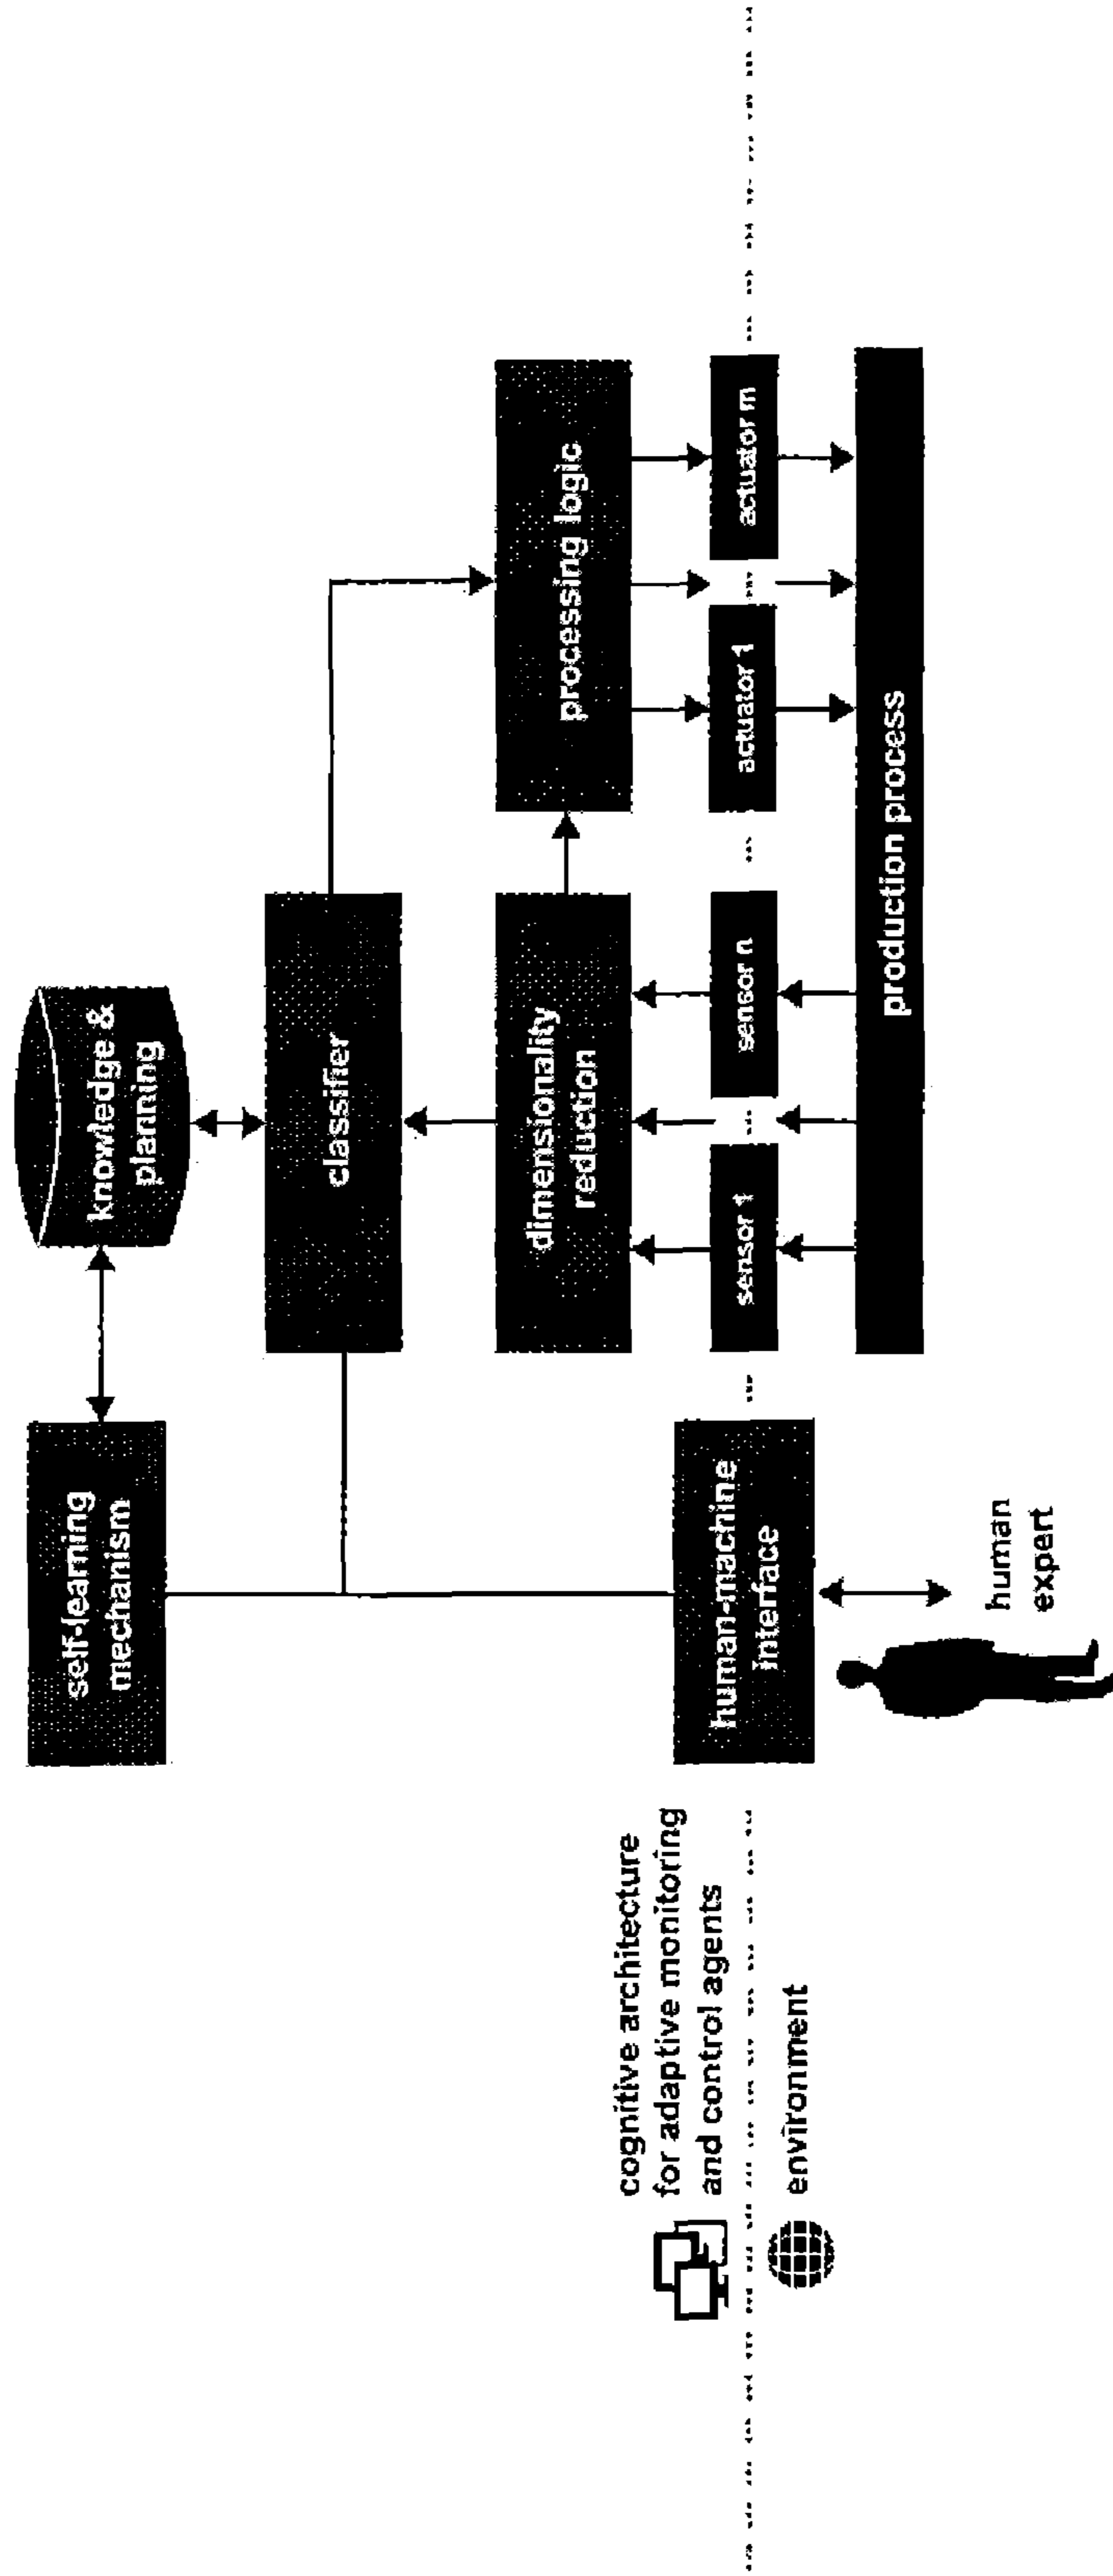 self-learning
mechanism
knowledge &
planning
classifier
cognitive architecture
for adaptive monitoring
and control agents
environment
human-machine
interface
human
expert
dimensionality
reduction
processing logic
sensor 1
sensor n
actuator 1
actuator m
production process